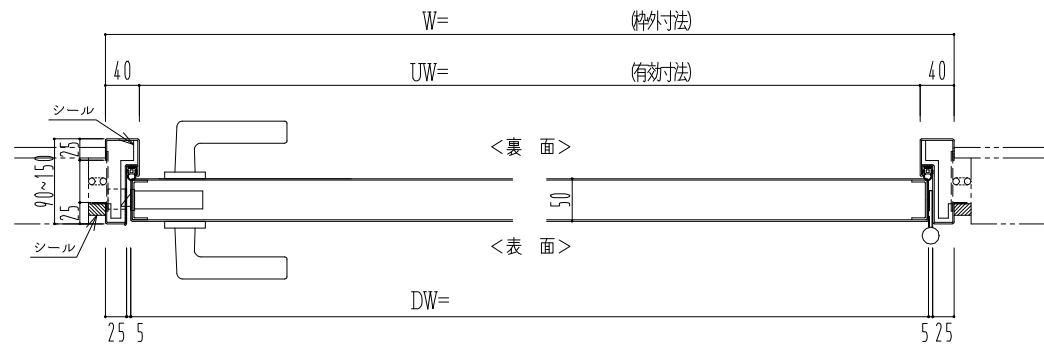 W= (枠外寸法)
40 UW= (有効寸法) 40
シール
25
90~150
<裏 面>
50
25
シール
<表 面>
DW=
25 5 5 25